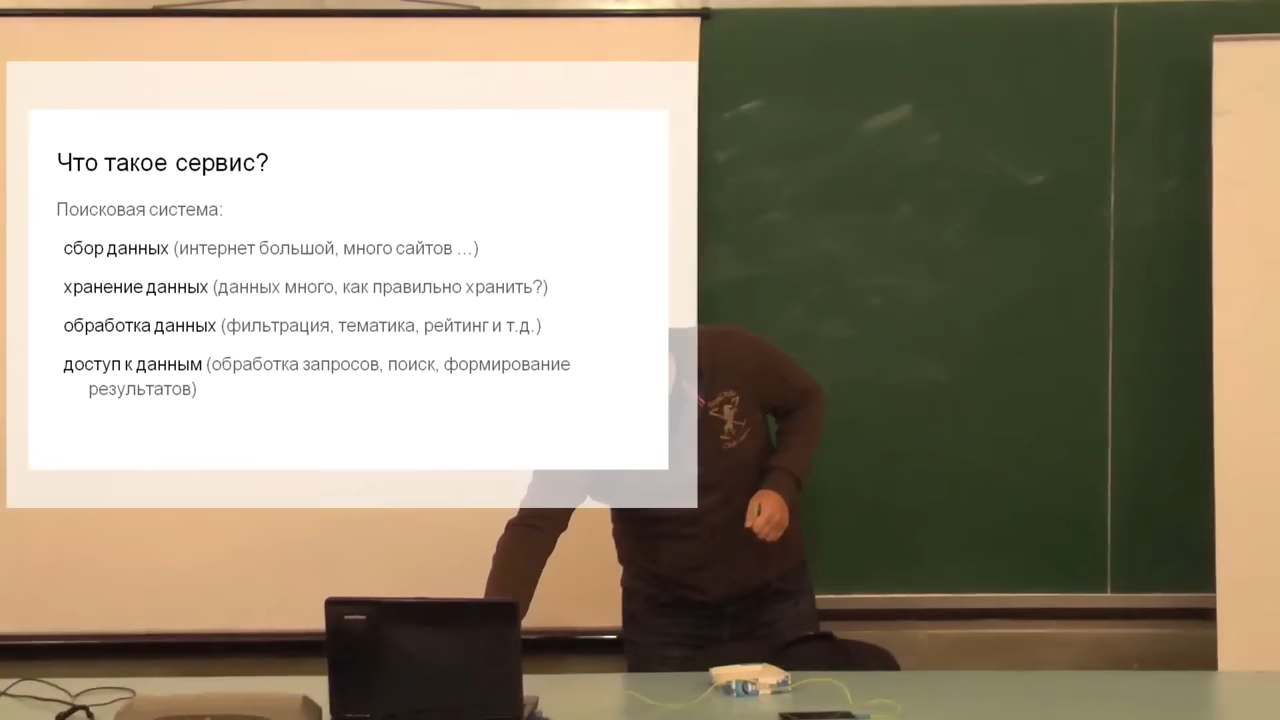 Что такое сервис?
Поисковая система:
сбор данных (интернет большой, много сайтов ...)
хранение данных (данных много, как правильно хранить?)
обработка данных (фильтрация, тематика, рейтинг и т.д.)
доступ к данным (обработка запросов, поиск, формирование
результатов)